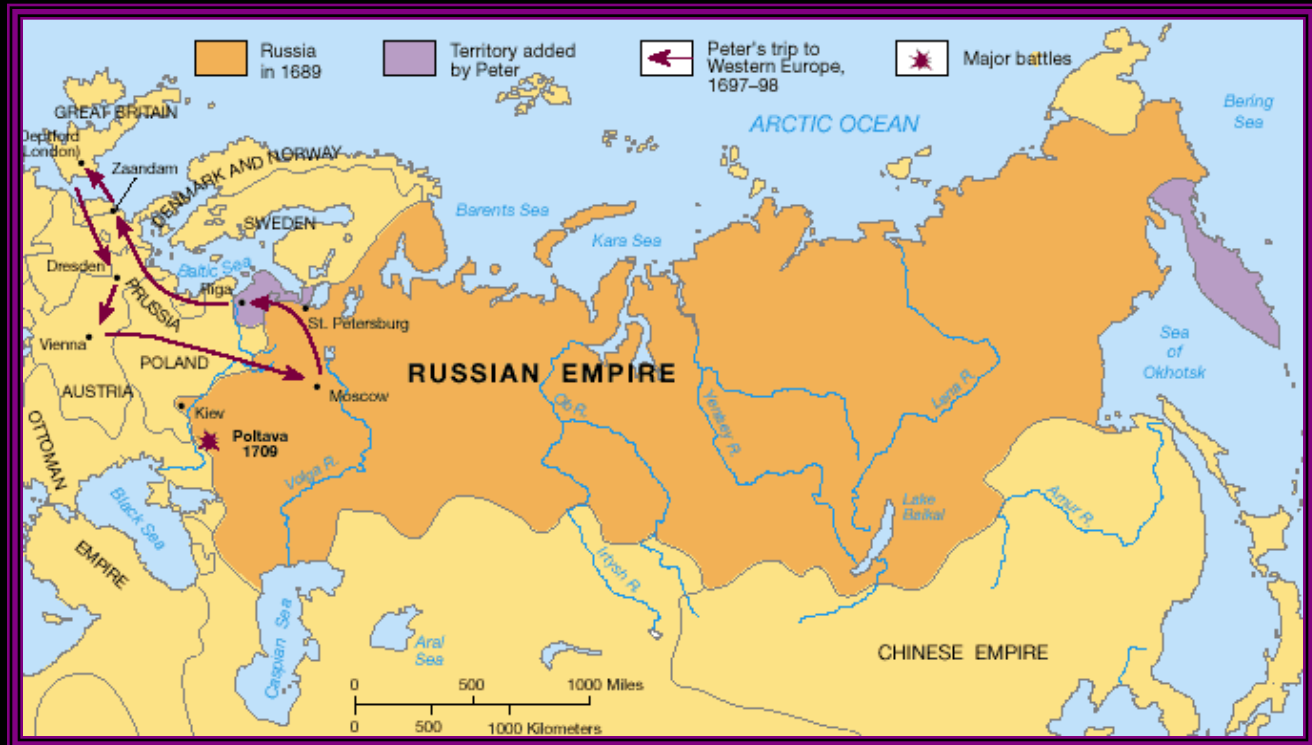 Russia
in 1689
Territory added
by Peter
Peter's trip to
Western Europe,
1697–98
Major battles
ARCTIC OCEAN
Bering
Sea
GREAT BRITAIN
Deptford
(London)
Zaandam
DENMARK AND NORWAY
SWEDEN
Barents Sea
Kara Sea
Baltic Sea
Dresden
Riga
PRUSSIA
St. Petersburg
Vienna
POLAND
RUSSIAN EMPIRE
Sea
of
Okhotsk
AUSTRIA
Moscow
Kiev
Ob R.
Yenisey R.
Lena R.
Poltava
1709
OTTOMAN
EMPIRE
Volga R.
Black Sea
Lake
Baikal
Amur R.
Irtysh R.
Caspian Sea
Aral
Sea
CHINESE EMPIRE
0 500 1000 Miles
0 500 1000 Kilometers